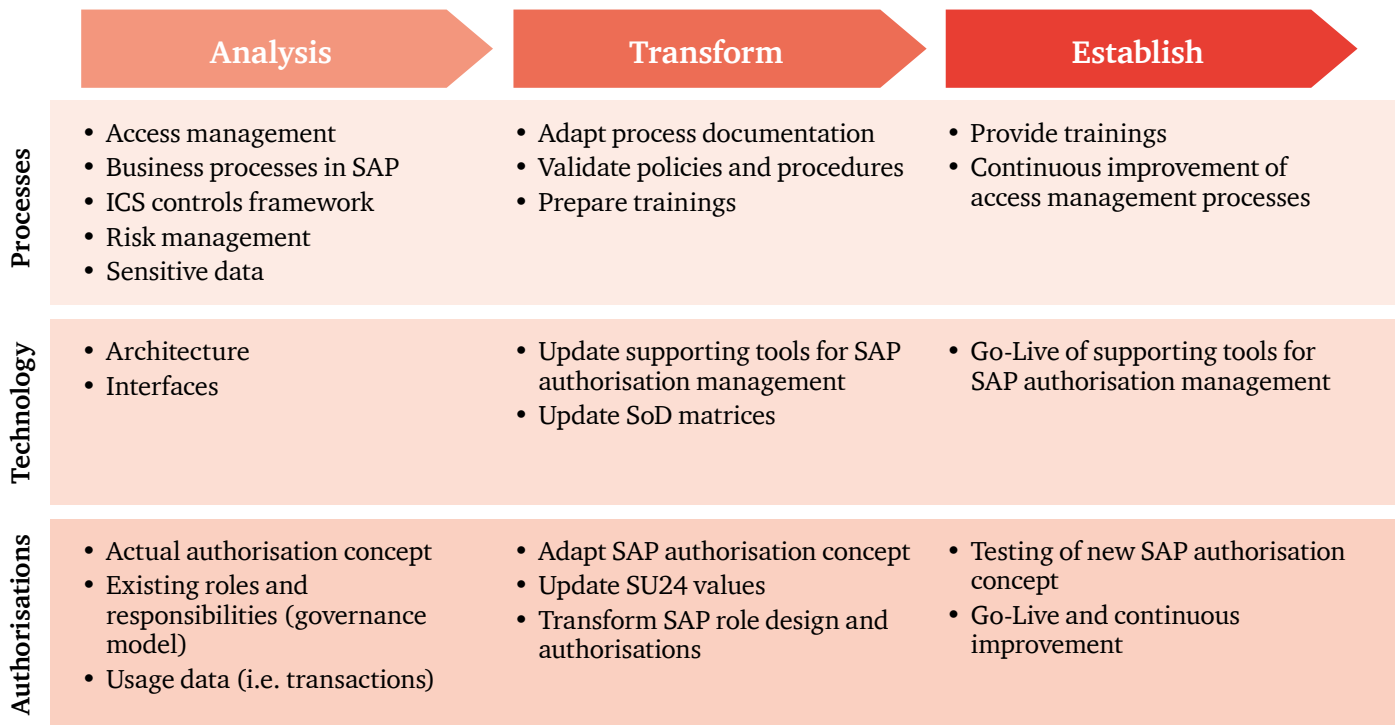 Analysis
Transform
Establish
Processes
• Access management
• Business processes in SAP
• ICS controls framework
• Risk management
• Sensitive data
• Adapt process documentation
• Validate policies and procedures
• Prepare trainings
• Provide trainings
• Continuous improvement of
access management processes
Technology
• Architecture
• Interfaces
• Update supporting tools for SAP
authorisation management
• Update SoD matrices
• Go-Live of supporting tools for
SAP authorisation management
Authorisations
• Actual authorisation concept
• Existing roles and
responsibilities (governance
model)
• Usage data (i.e. transactions)
• Adapt SAP authorisation concept
• Update SU24 values
• Transform SAP role design and
authorisations
• Testing of new SAP authorisation
concept
• Go-Live and continuous
improvement